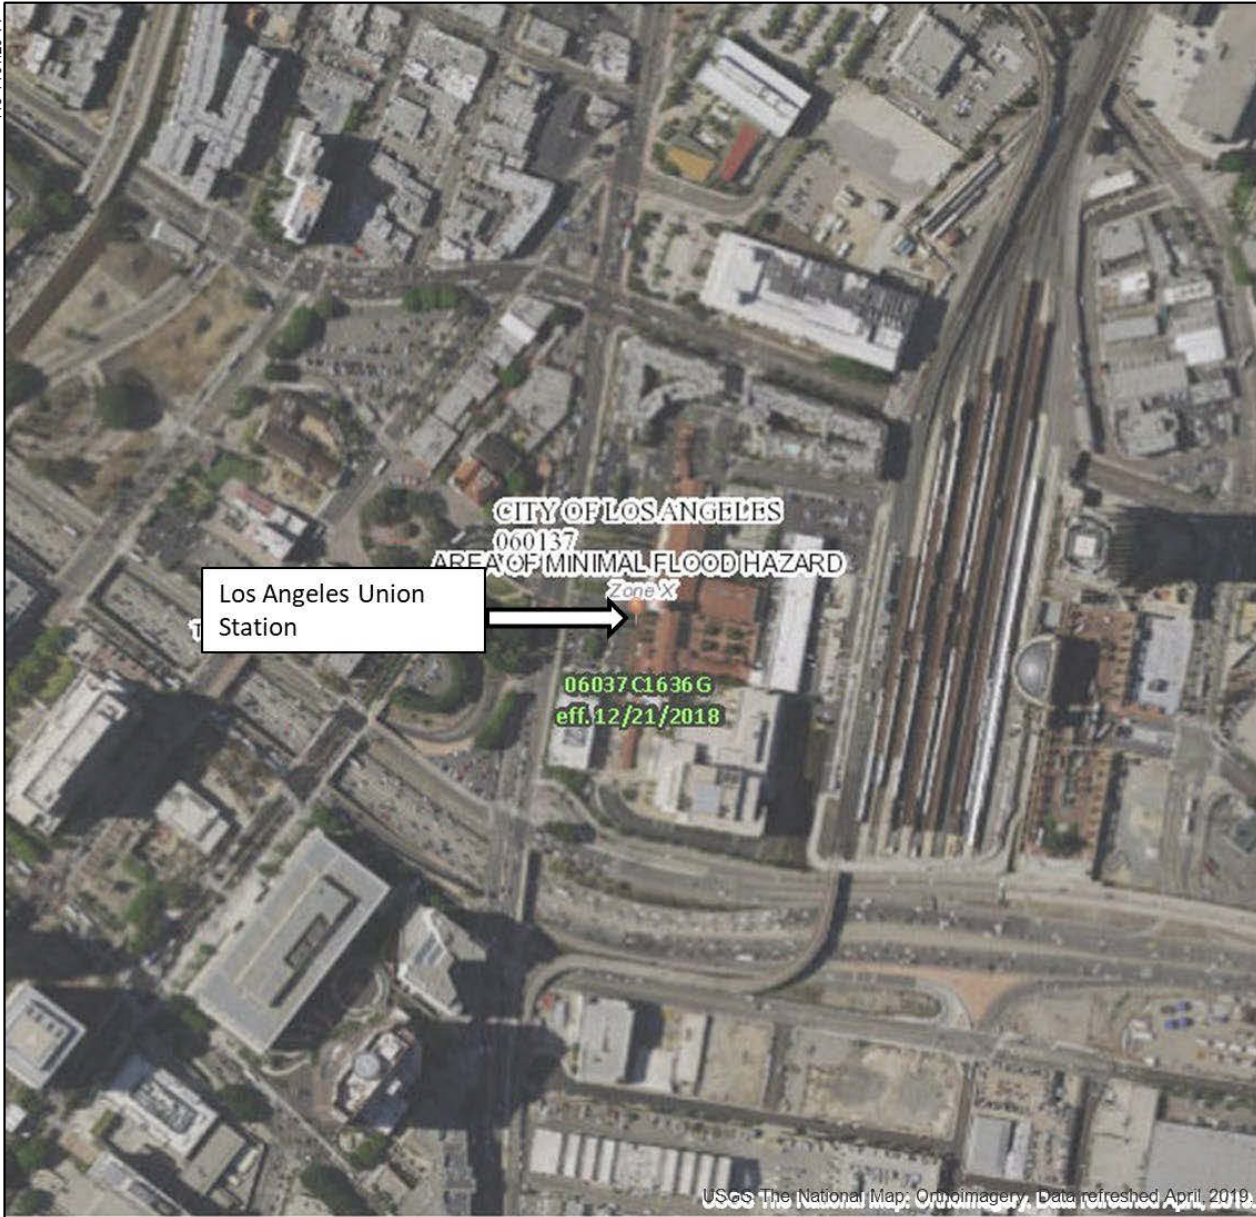 CITY OF LOS ANGELES
060137
AREA OF MINIMAL FLOOD HAZARD
Zone X
Los Angeles Union
Station
T
06037C1636G
eff. 12/21/2018
USGS The National Map: Orthoimagery. Data refreshed April, 2019.